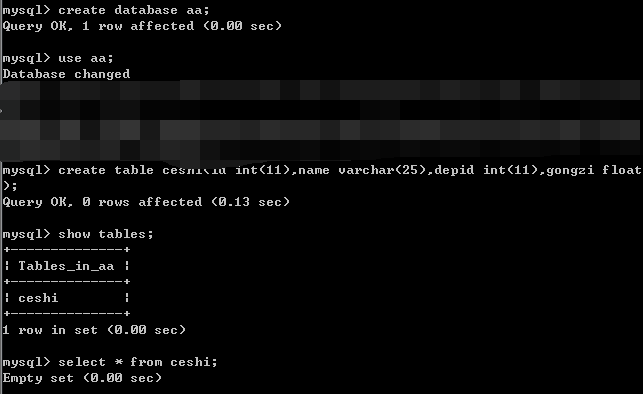 mysql> create database aa;
Query OK, 1 row affected (0.00 sec)
mysql> use aa;
Database changed
mysql> create table ceshi(id int(11),name varchar(25),depid int(11),gongzi float
);
Query OK, 0 rows affected (0.13 sec)
mysql> show tables;
+--------------+
| Tables_in_aa |
+--------------+
| ceshi        |
+--------------+
1 row in set (0.00 sec)
mysql> select * from ceshi;
Empty set (0.00 sec)